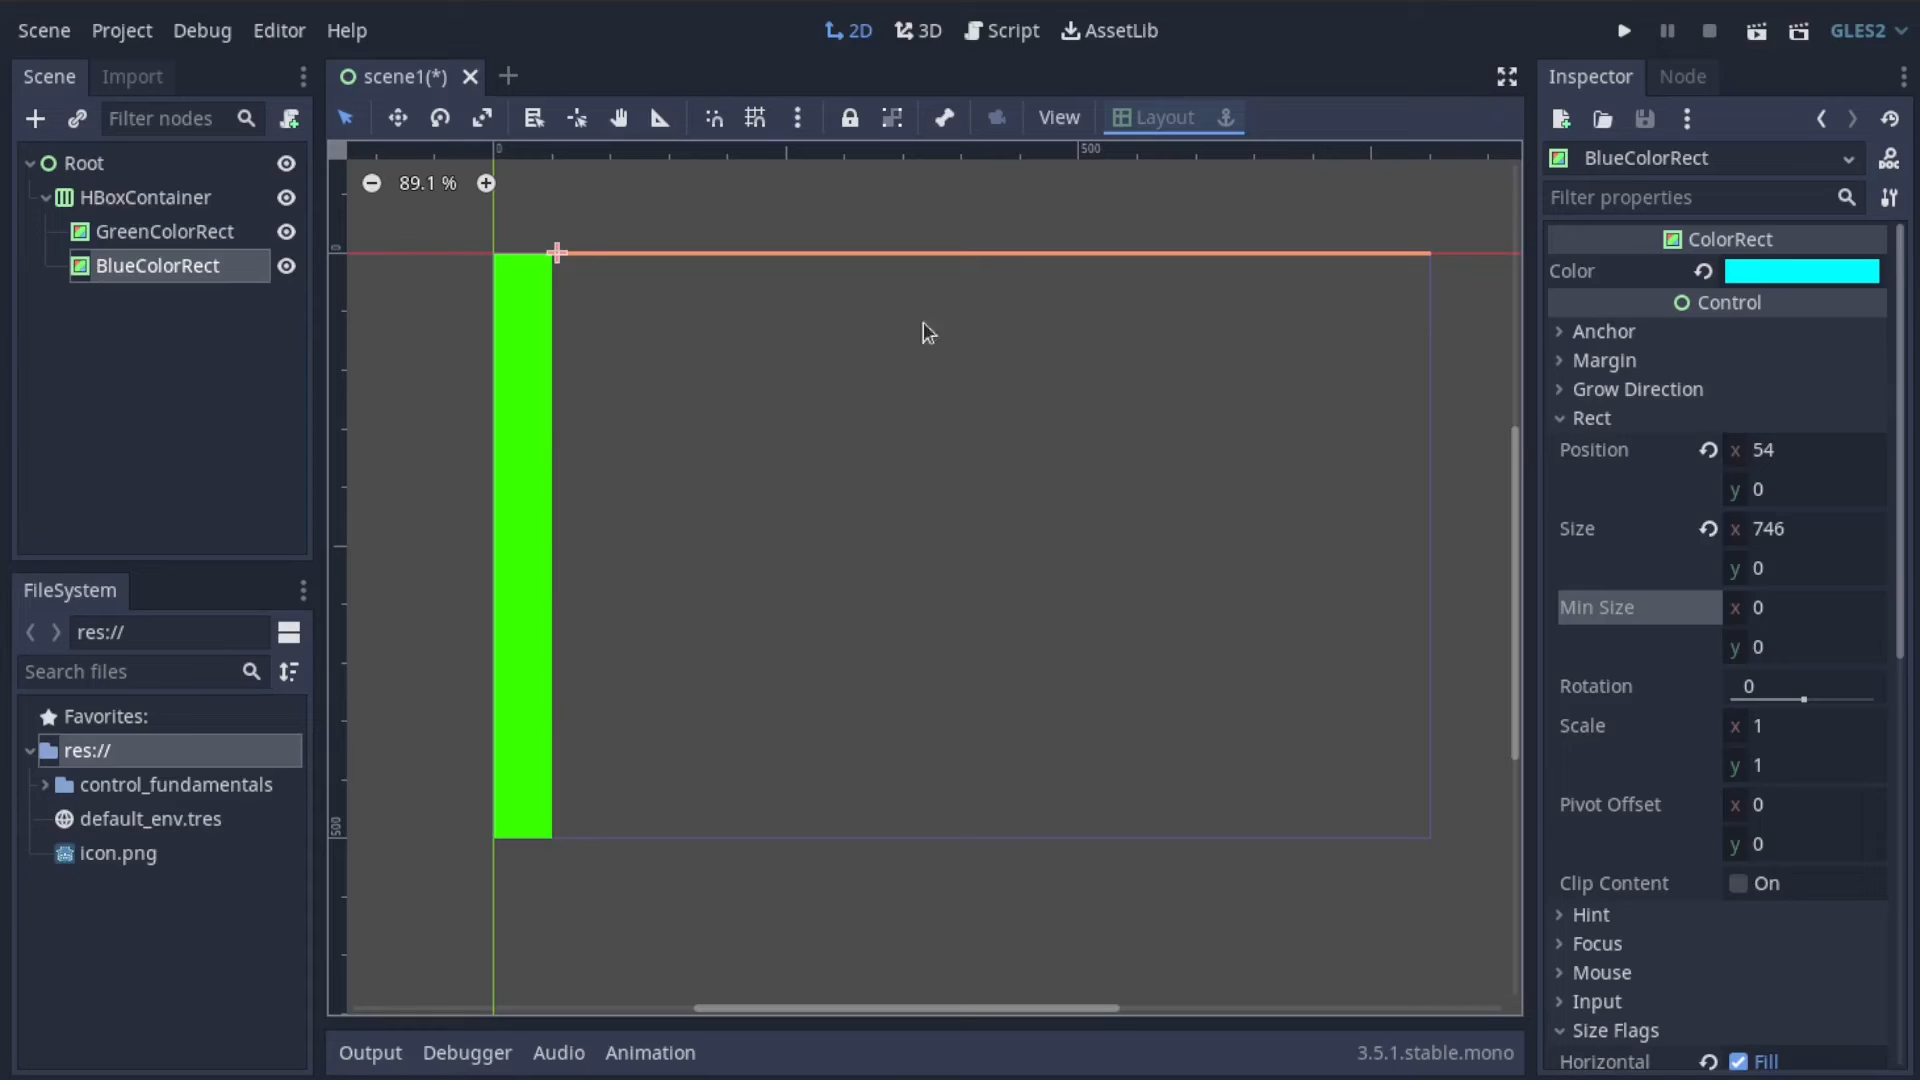 Scene Project Debug Editor Help
2D 3D Script AssetLib
GLES2
Scene Import
scene1(*)
Inspector Node
Filter nodes
View Layout
Root
HBoxContainer
GreenColorRect
BlueColorRect
0 500
89.1 %
0
500
FileSystem
res://
Search files
Favorites:
res://
control_fundamentals
default_env.tres
icon.png
Output Debugger Audio Animation
3.5.1.stable.mono
BlueColorRect
DOC
Filter properties
ColorRect
Color
Control
Anchor
Margin
Grow Direction
Rect
Position x 54
y 0
Size x 746
y 0
Min Size x 0
y 0
Rotation 0
Scale x 1
y 1
Pivot Offset x 0
y 0
Clip Content On
Hint
Focus
Mouse
Input
Size Flags
Horizontal Fill